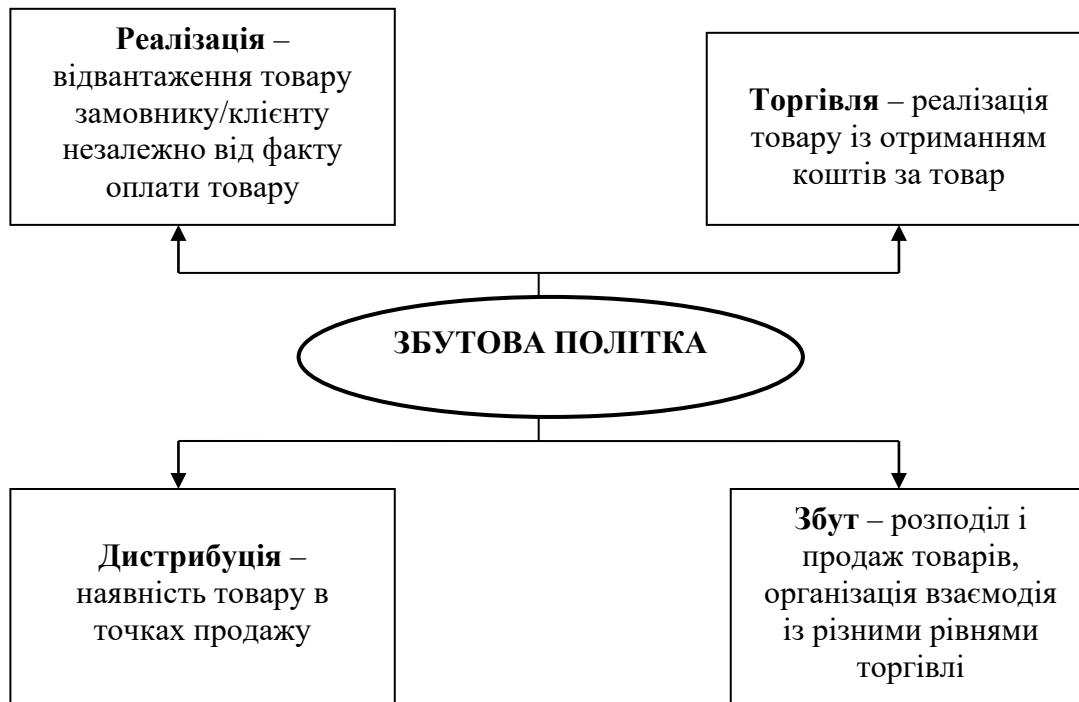 Реалізація –
відвантаження товару
замовнику/клієнту
незалежно від факту
оплати товару
Торгівля – реалізація
товару із отриманням
коштів за товар
ЗБУТОВА ПОЛІТКА
Дистрибуція –
наявність товару в
точках продажу
Збут – розподіл і
продаж товарів,
організація взаємодія
із різними рівнями
торгівлі